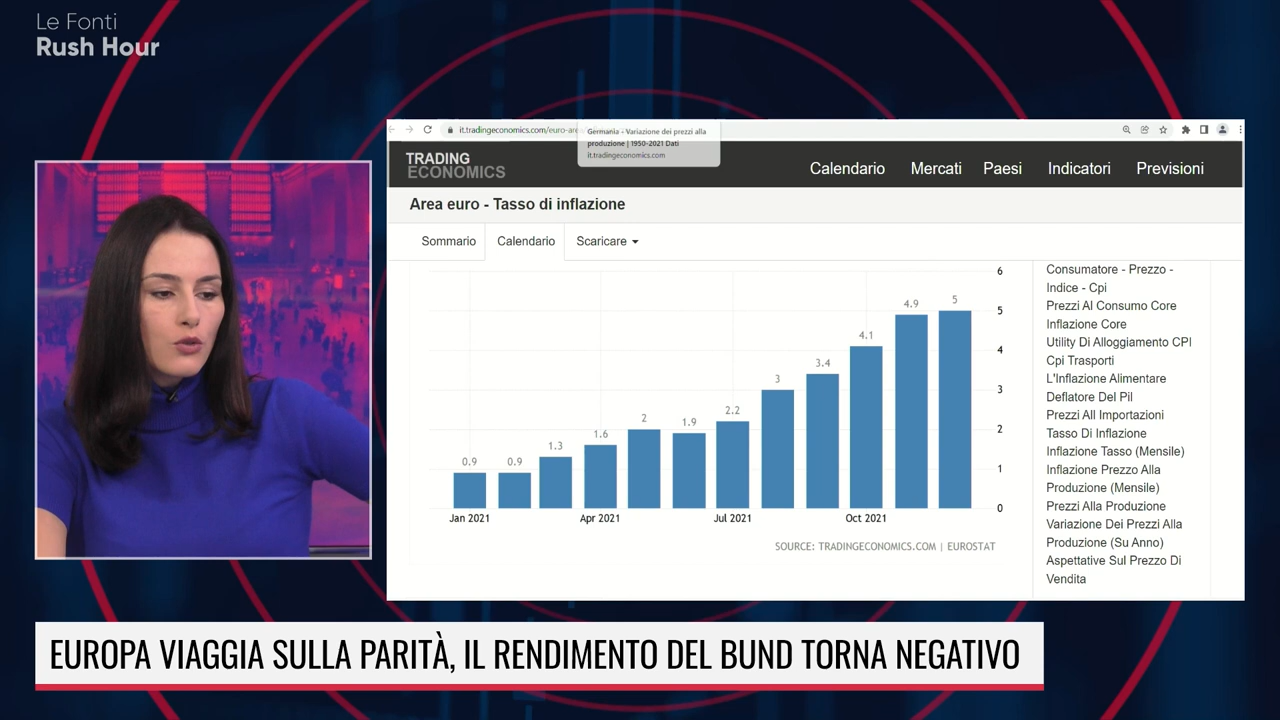 Le Fonti
Rush Hour
it.tradingeconomics.com/euro-are
Germania - Variazione dei prezzi alla
produzione | 1950-2021 Dati
it.tradingeconomics.com
TRADING
ECONOMICS
Calendario Mercati Paesi Indicatori Previsioni
Area euro - Tasso di inflazione
Sommario Calendario Scaricare
6
5
4
3
2
1
0
0.9 0.9 1.3 1.6 2 1.9 2.2 3 3.4 4.1 4.9 5
Jan 2021 Apr 2021 Jul 2021 Oct 2021
SOURCE: TRADINGECONOMICS.COM | EUROSTAT
Consumatore - Prezzo -
Indice - Cpi
Prezzi Al Consumo Core
Inflazione Core
Utility Di Alloggiamento CPI
Cpi Trasporti
L'Inflazione Alimentare
Deflatore Del Pil
Prezzi All Importazioni
Tasso Di Inflazione
Inflazione Tasso (Mensile)
Inflazione Prezzo Alla
Produzione (Mensile)
Prezzi Alla Produzione
Variazione Dei Prezzi Alla
Produzione (Su Anno)
Aspettative Sul Prezzo Di
Vendita
EUROPA VIAGGIA SULLA PARITÀ, IL RENDIMENTO DEL BUND TORNA NEGATIVO